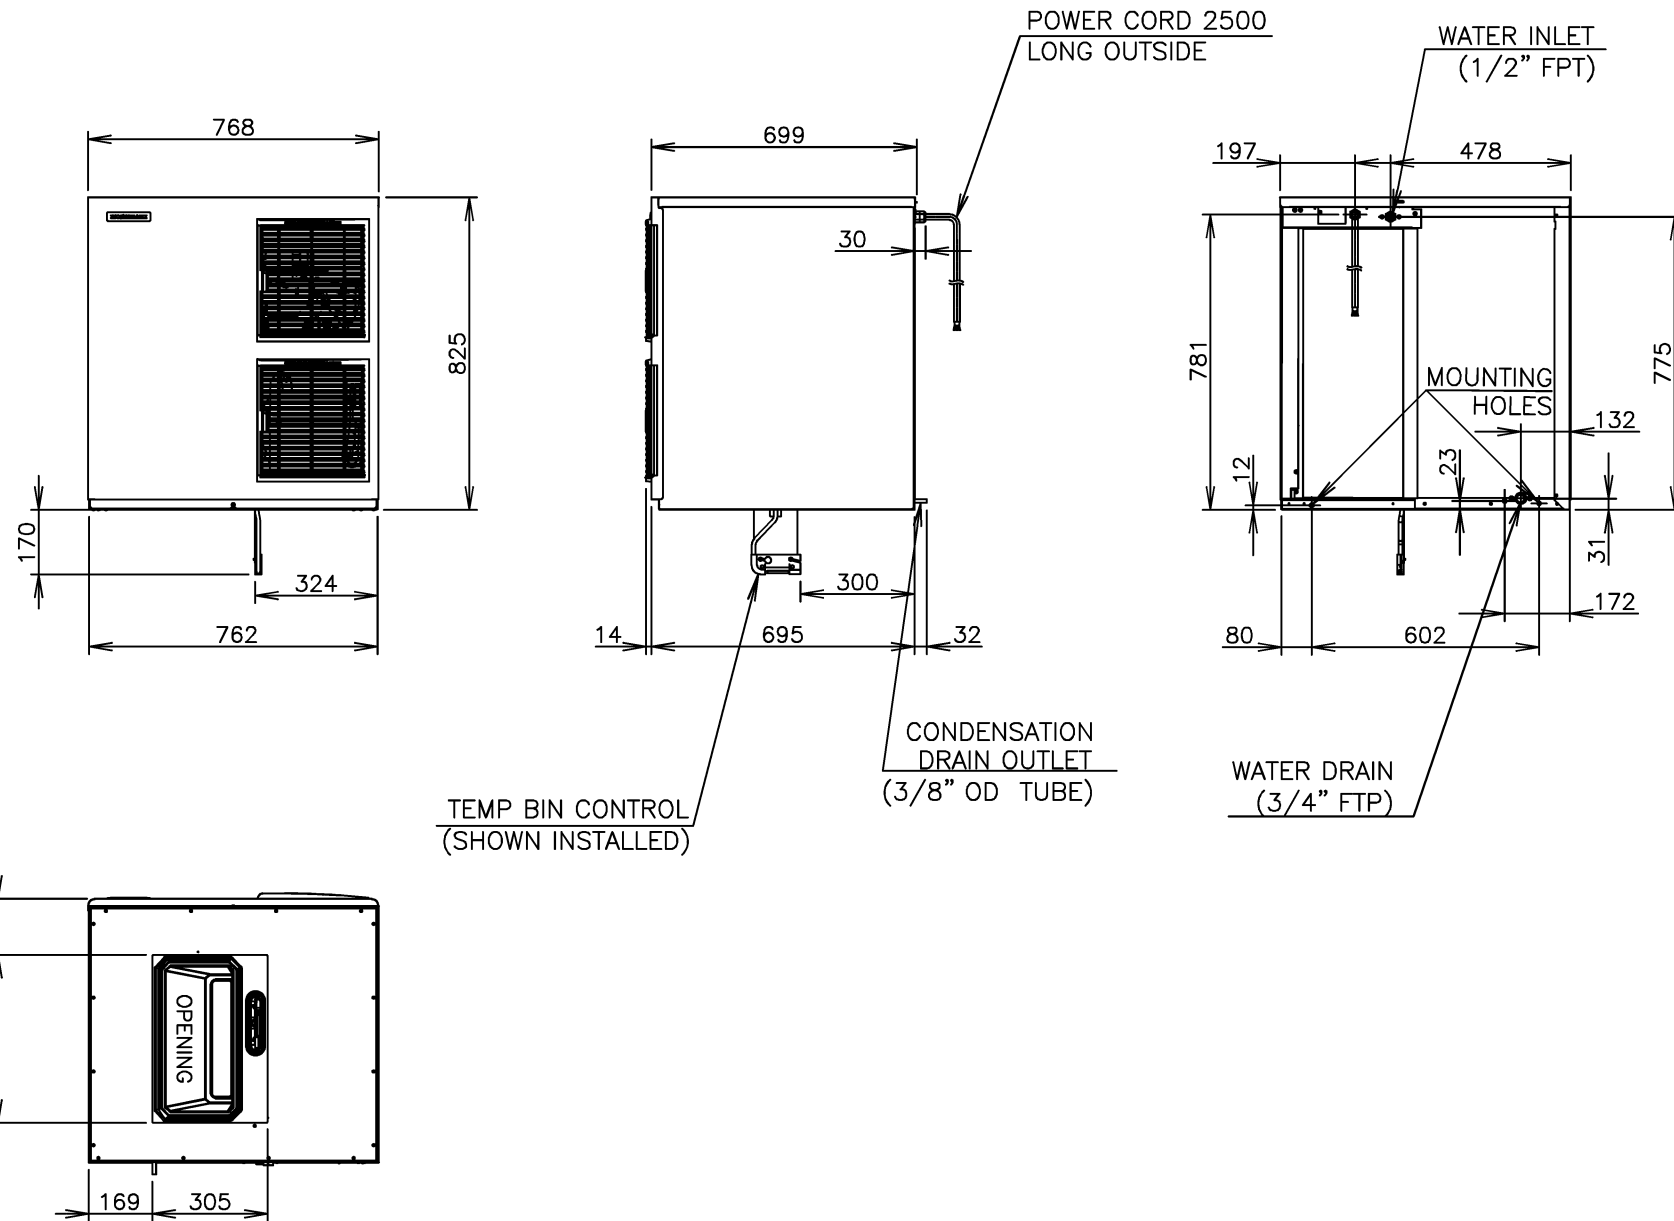 POWER CORD 2500
LONG OUTSIDE
WATER INLET
(1/2” FPT)
768
699
197
478
30
825
781
775
MOUNTING
HOLES
132
12
23
170
31
324
300
172
762
14
695
32
80
602
CONDENSATION
DRAIN OUTLET
(3/8” OD TUBE)
WATER DRAIN
(3/4” FTP)
TEMP BIN CONTROL
(SHOWN INSTALLED)
OPENING
169
305